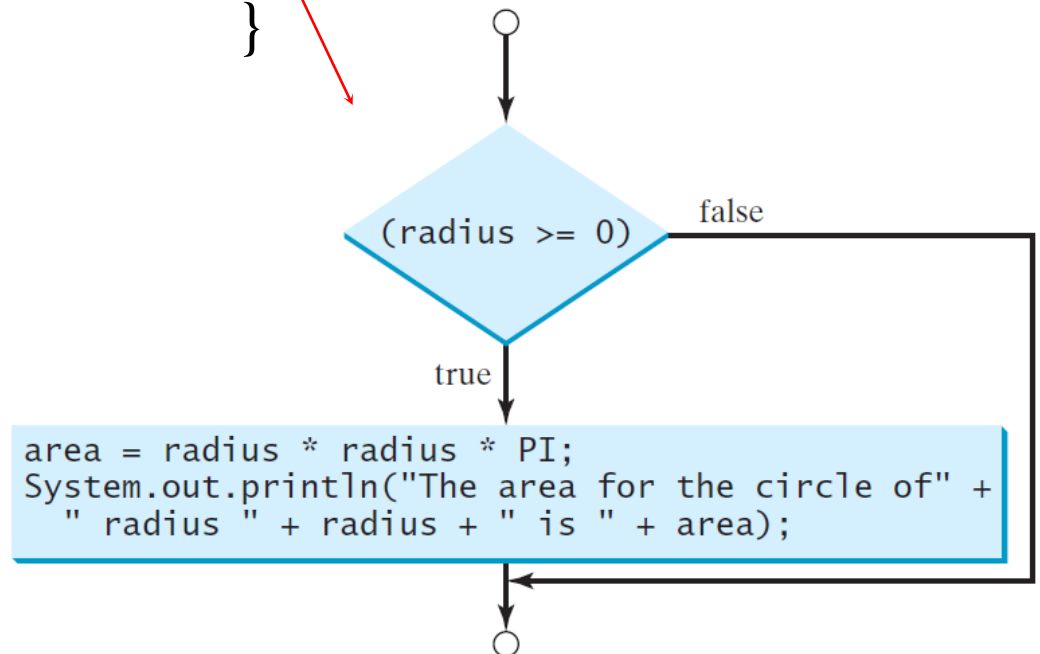 }
(radius >= 0)
false
true
area = radius * radius * PI;
System.out.println("The area for the circle of" +
" radius " + radius + " is " + area);